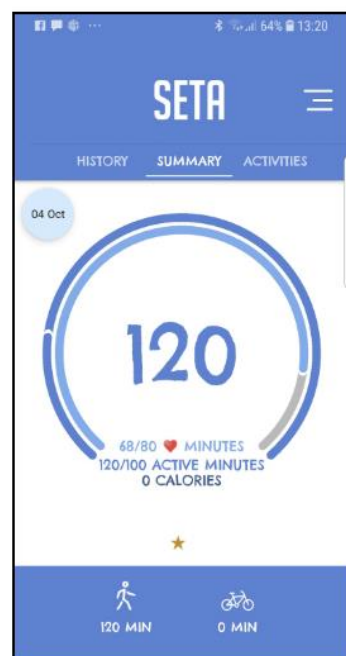 64% 13:20
SETA
HISTORY SUMMARY ACTIVITIES
04 Oct
120
68/80 ❤️ MINUTES
120/100 ACTIVE MINUTES
0 CALORIES
120 MIN 0 MIN